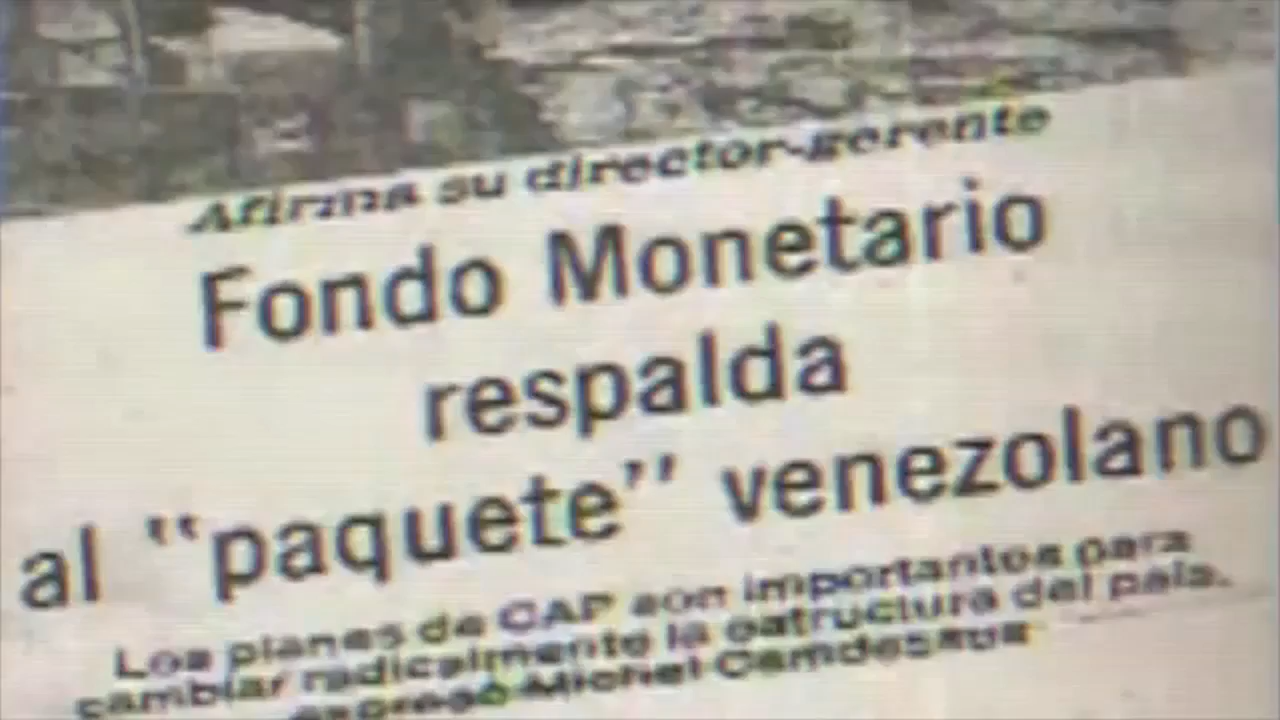 Afirma su director-gerente
Fondo Monetario
respalda
al "paquete" venezolano
Los planes de CAP son importantes para
cambiar radicalmente la estructura del país,
expresó Michel Camdessus